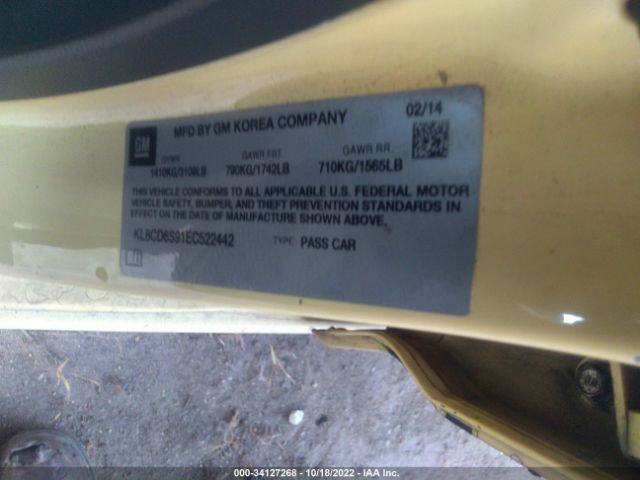 GM
MFD BY GM KOREA COMPANY
02/14
GVWR GAWR FRT. GAWR RR.
1410KG/3109LB 790KG/1742LB 710KG/1565LB
THIS VEHICLE CONFORMS TO ALL APPLICABLE U.S. FEDERAL MOTOR
VEHICLE SAFETY, BUMPER, AND THEFT PREVENTION STANDARDS IN
EFFECT ON THE DATE OF MANUFACTURE SHOWN ABOVE.
KL8CD6S91EC522442 TYPE: PASS CAR
000-34127268 - 10/18/2022 - IAA Inc.